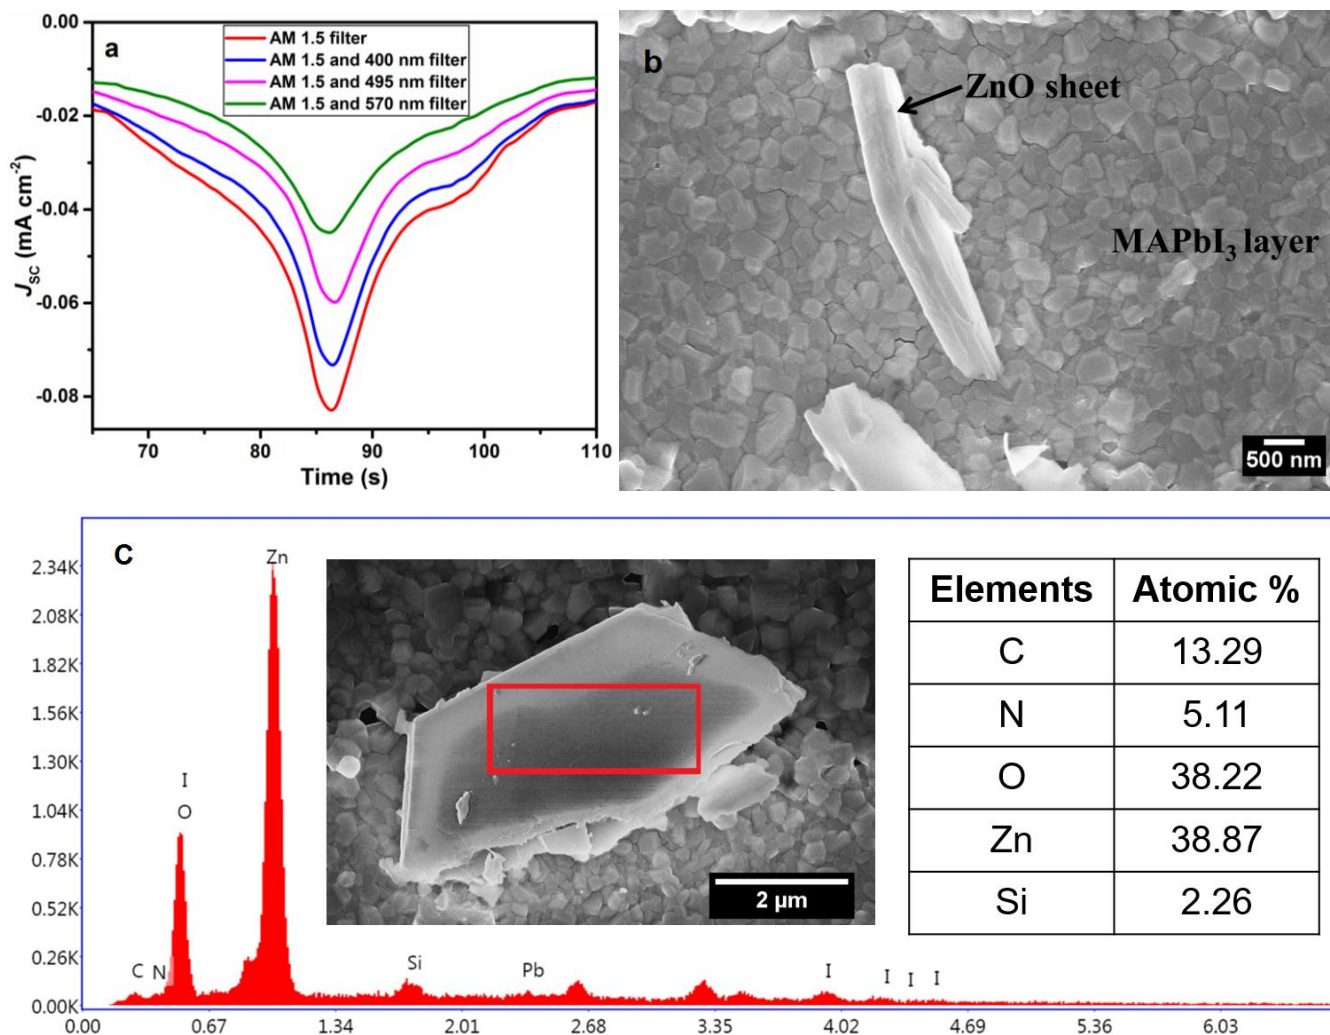 a
AM 1.5 filter
AM 1.5 and 400 nm filter
AM 1.5 and 495 nm filter
AM 1.5 and 570 nm filter
0.00
-0.02
-0.04
-0.06
-0.08
J_SC (mA cm⁻²)
70 80 90 100 110
Time (s)
b
ZnO sheet
MAPbI₃ layer
500 nm
C
2.34K
2.08K
1.82K
1.56K
1.30K
1.04K
0.78K
0.52K
0.26K
0.00K
Zn
I
O
C N Si Pb I I I I
0.00 0.67 1.34 2.01 2.68 3.35 4.02 4.69 5.36 6.03
2 µm
Elements Atomic %
C 13.29
N 5.11
O 38.22
Zn 38.87
Si 2.26